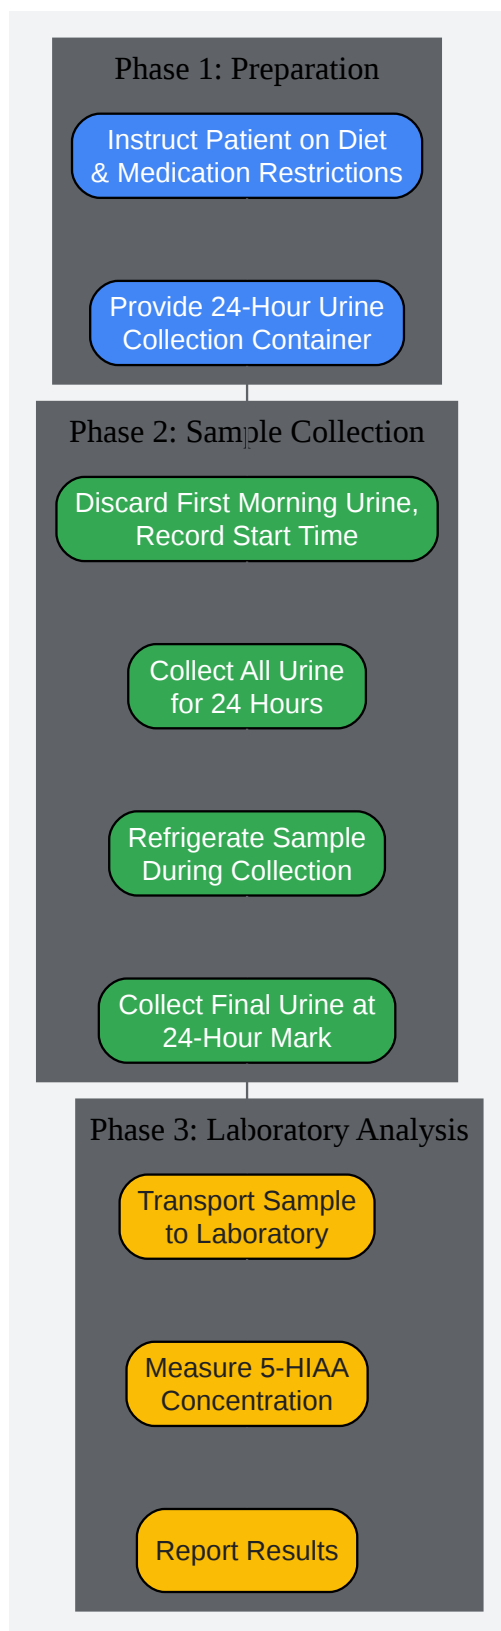 Phase 1: Preparation
Instruct Patient on Diet
& Medication Restrictions
Provide 24-Hour Urine
Collection Container
Phase 2: Sample Collection
Discard First Morning Urine,
Record Start Time
Collect All Urine
for 24 Hours
Refrigerate Sample
During Collection
Collect Final Urine at
24-Hour Mark
Phase 3: Laboratory Analysis
Transport Sample
to Laboratory
Measure 5-HIAA
Concentration
Report Results